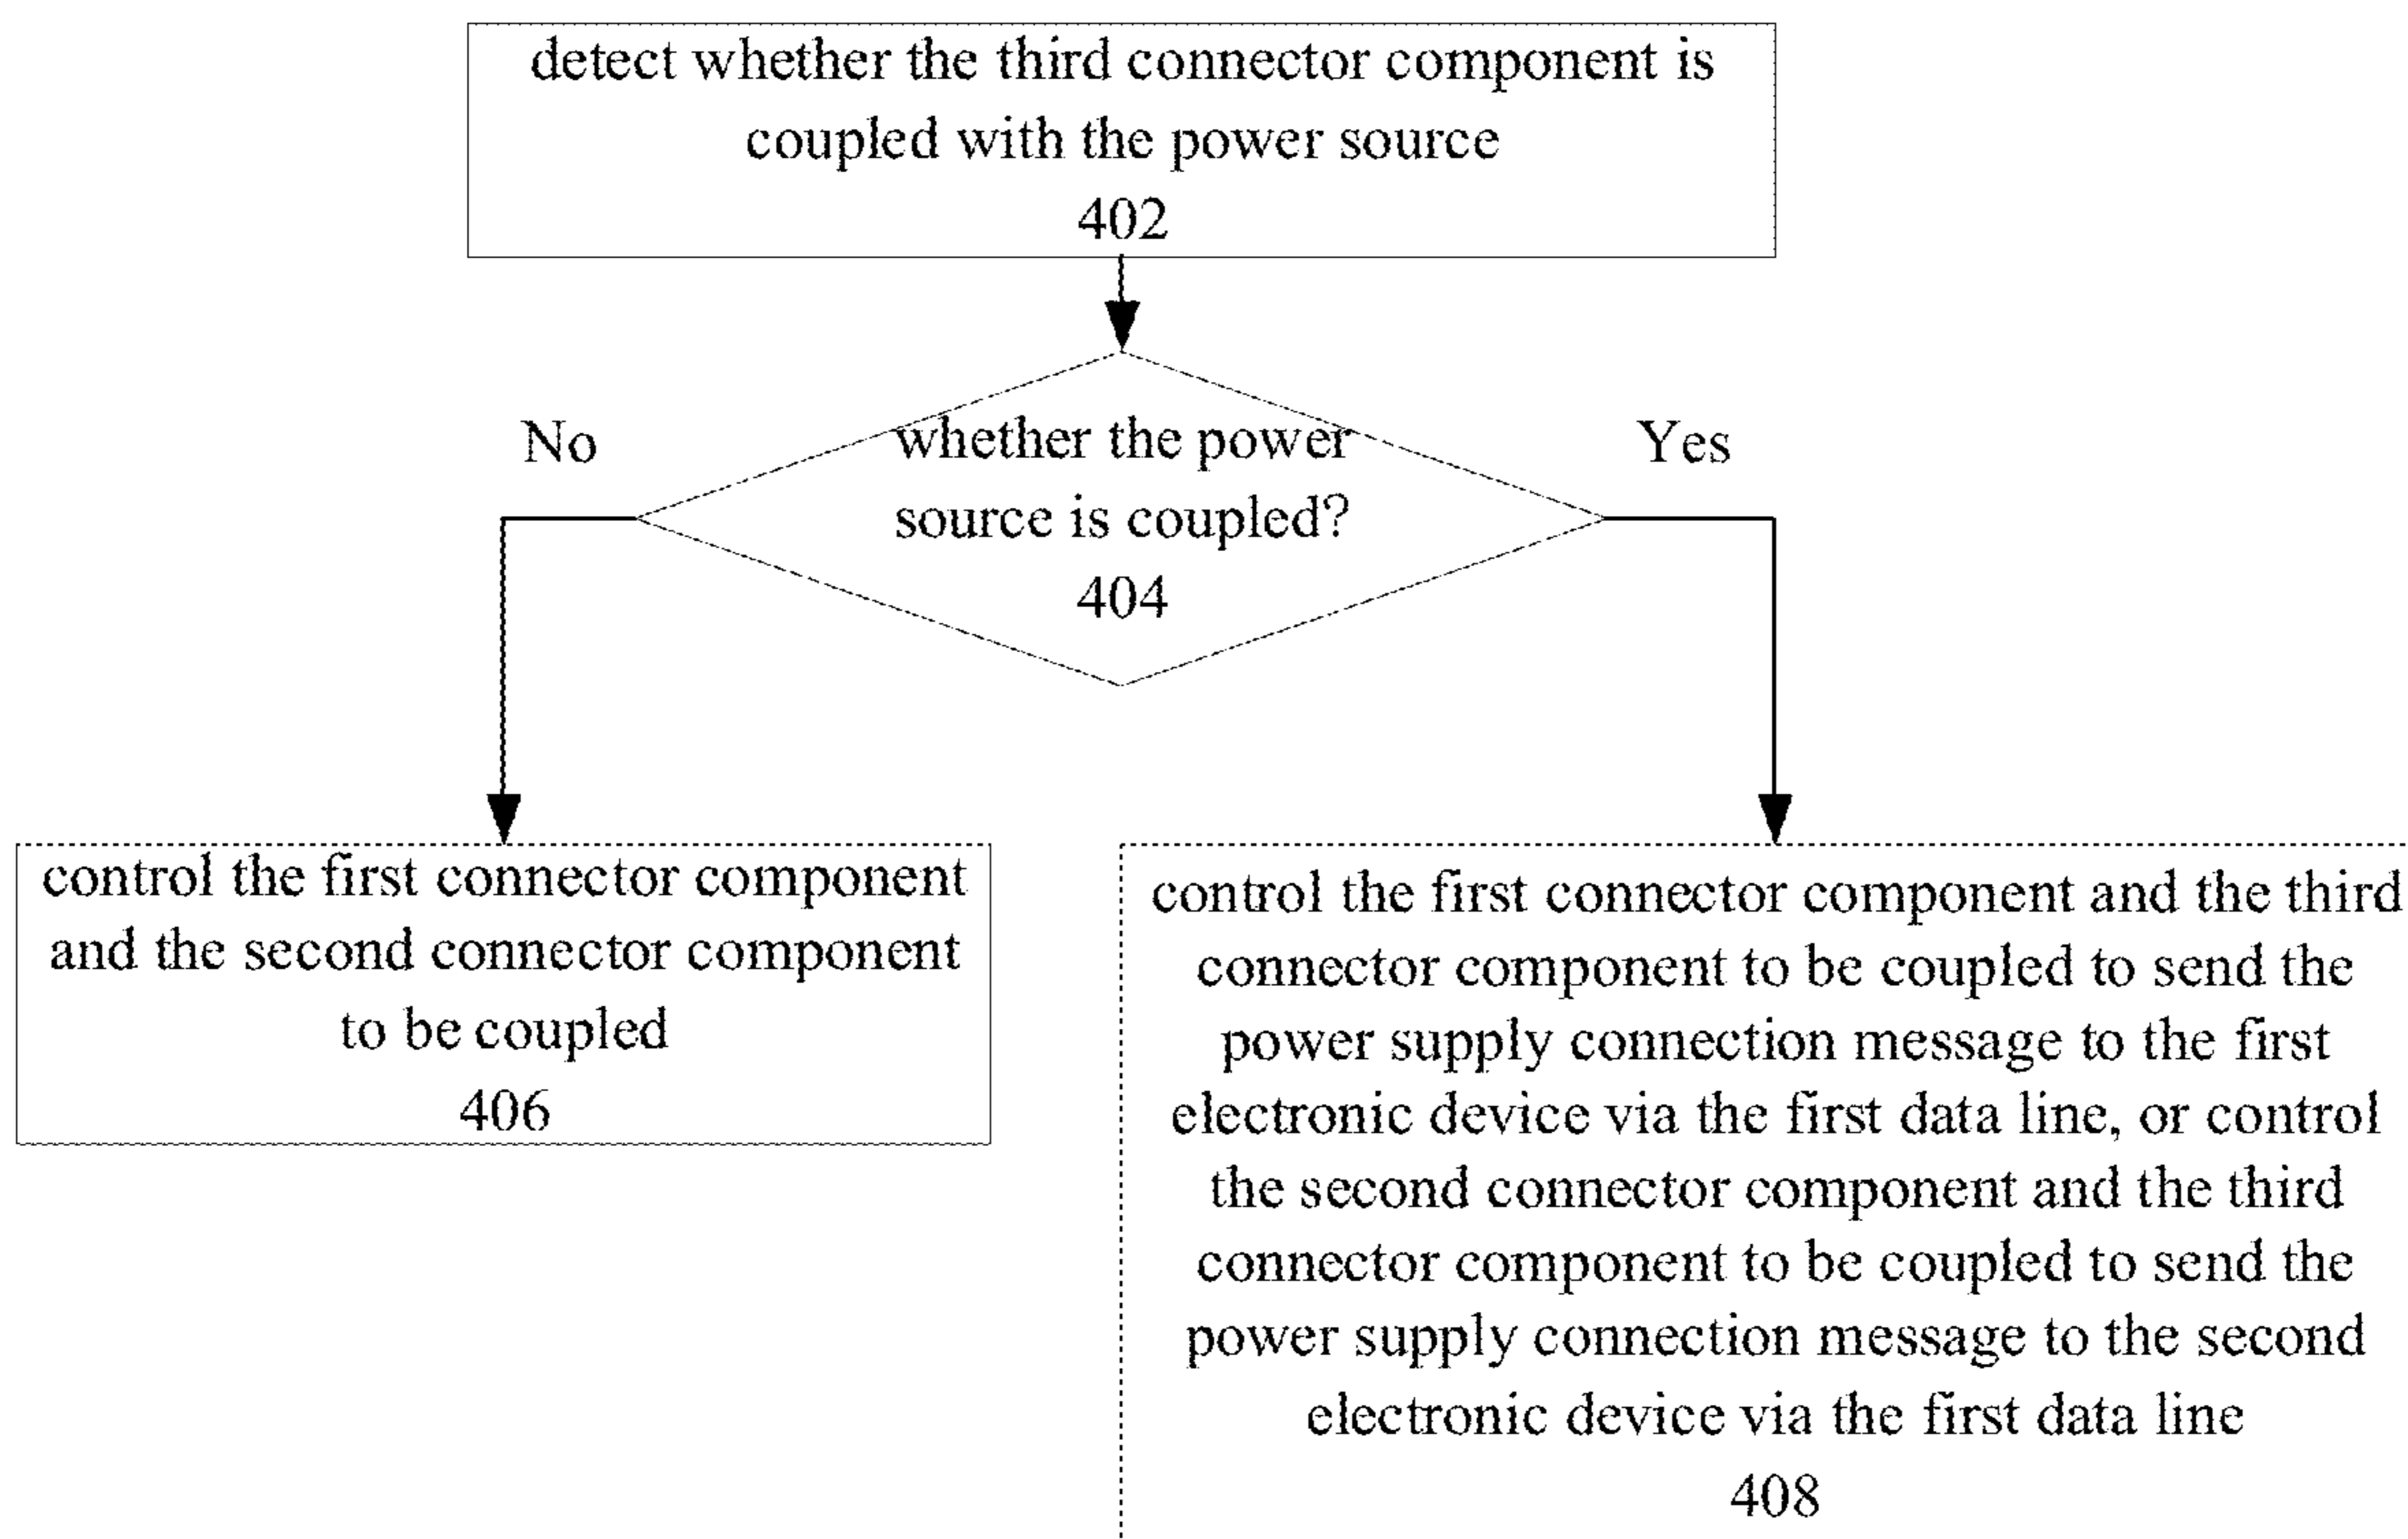 detect whether the third connector component is
coupled with the power source
402
No
whether the power
Yes
source is coupled?
404
control the first connector component
and the second connector component
to be coupled
406
control the first connector component and the third
connector component to be coupled to send the
power supply connection message to the first
electronic device via the first data line, or control
the second connector component and the third
connector component to be coupled to send the
power supply connection message to the second
electronic device via the first data line
408